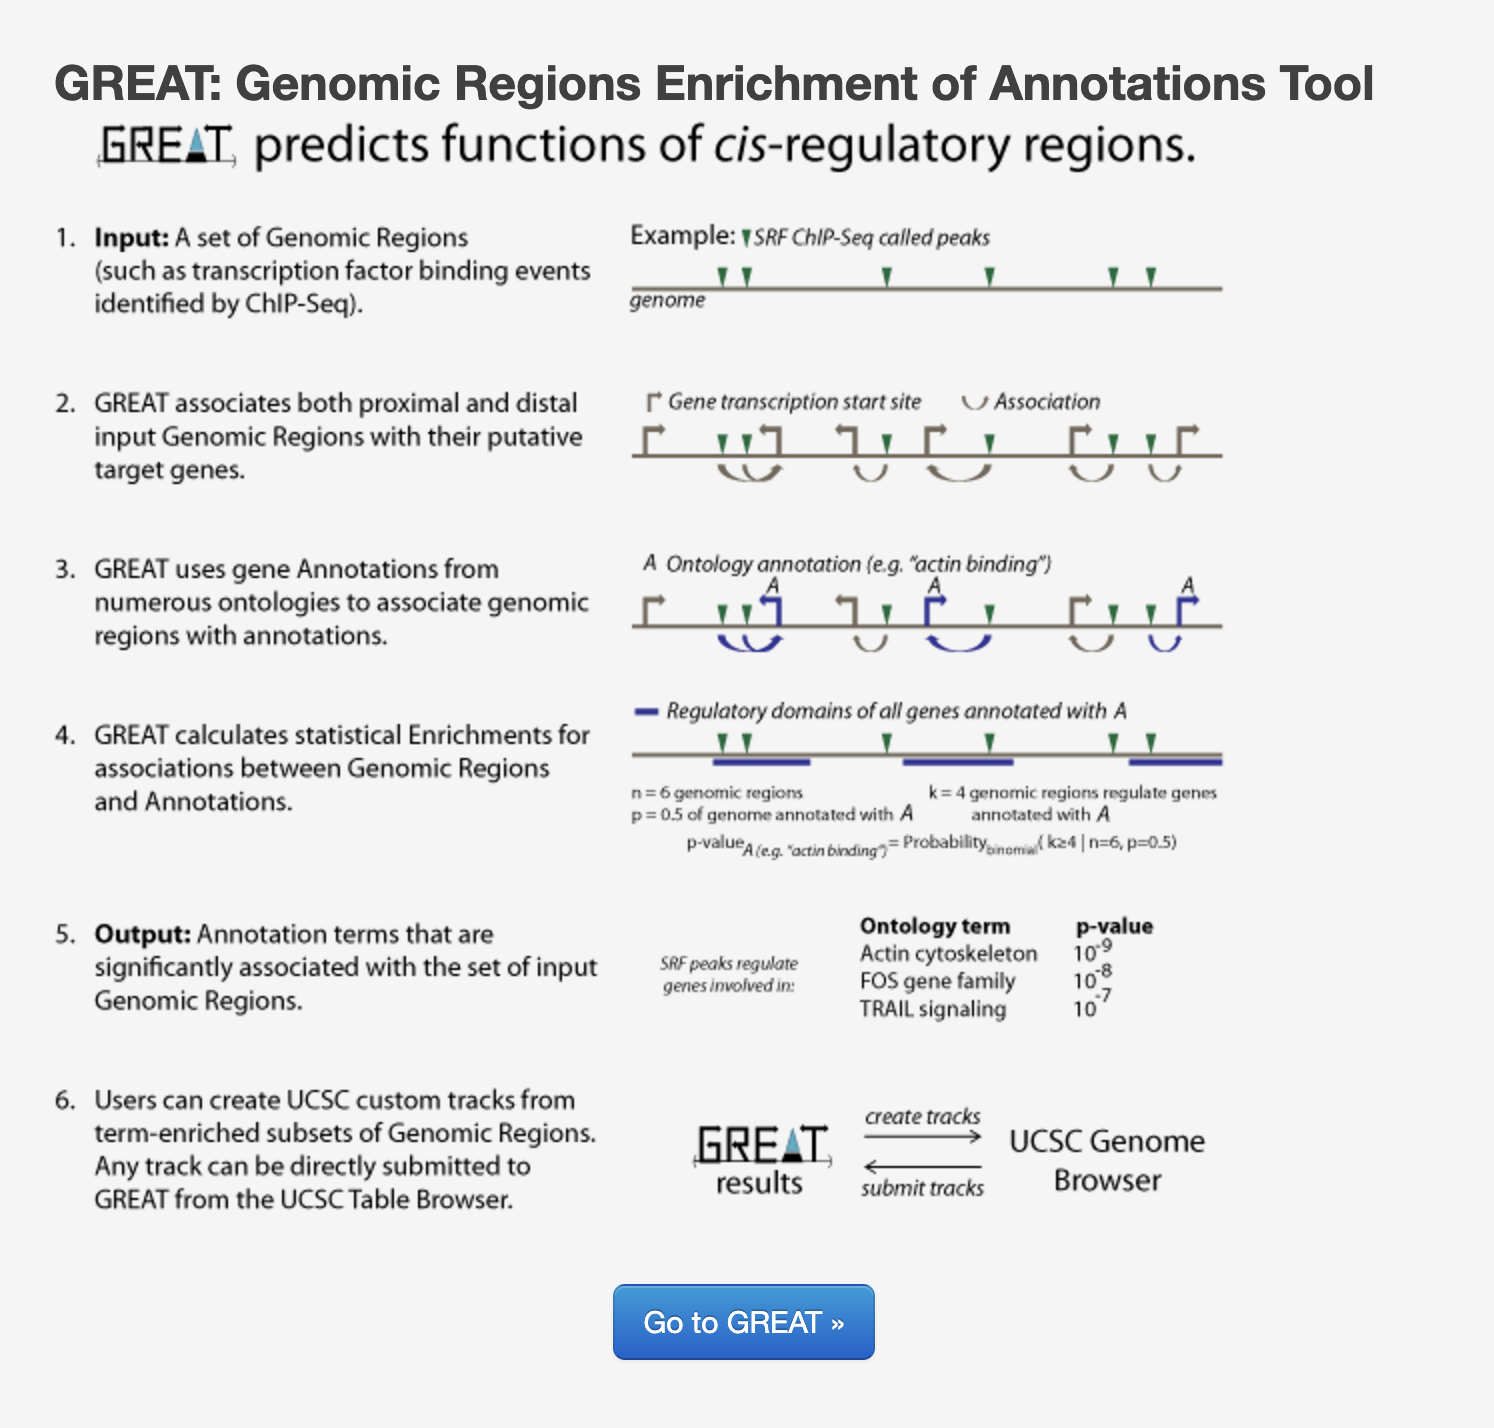 GREAT: Genomic Regions Enrichment of Annotations Tool
GREAT predicts functions of cis-regulatory regions.
1. Input: A set of Genomic Regions
(such as transcription factor binding events
identified by ChIP-Seq).
Example: SRF ChIP-Seq called peaks
genome
2. GREAT associates both proximal and distal
input Genomic Regions with their putative
target genes.
Gene transcription start site Association
3. GREAT uses gene Annotations from
numerous ontologies to associate genomic
regions with annotations.
A Ontology annotation (e.g. "actin binding")
A A A
4. GREAT calculates statistical Enrichments for
associations between Genomic Regions
and Annotations.
Regulatory domains of all genes annotated with A
n = 6 genomic regions
p = 0.5 of genome annotated with A
k = 4 genomic regions regulate genes
annotated with A
p-value A (e.g. "actin binding") = Probability binomial ( k≥4 | n=6, p=0.5)
5. Output: Annotation terms that are
significantly associated with the set of input
Genomic Regions.
SRF peaks regulate
genes involved in:
Ontology term p-value
Actin cytoskeleton 10^-9
FOS gene family 10^-8
TRAIL signaling 10^-7
6. Users can create UCSC custom tracks from
term-enriched subsets of Genomic Regions.
Any track can be directly submitted to
GREAT from the UCSC Table Browser.
GREAT
results
create tracks
submit tracks
UCSC Genome
Browser
Go to GREAT »